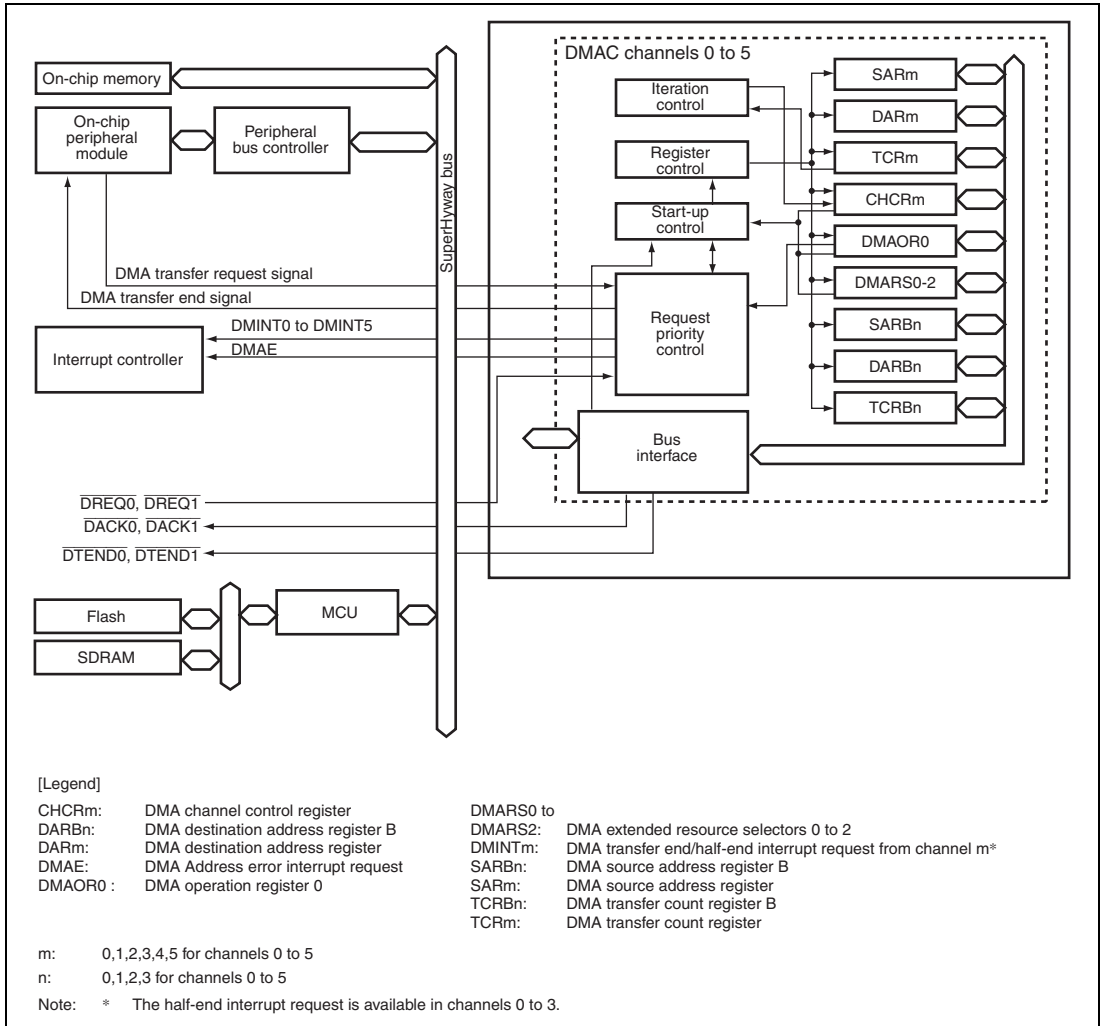 DMAC channels 0 to 5
On-chip memory
On-chip
peripheral
module
Peripheral
bus controller
SuperHyway bus
Iteration
control
Register
control
Start-up
control
Request
priority
control
Bus
interface
SARm
DARm
TCRm
CHCRm
DMAOR0
DMARS0-2
SARBn
DARBn
TCRBn
DMA transfer request signal
DMA transfer end signal
DMINT0 to DMINT5
DMAE
Interrupt controller
DREQ0, DREQ1
DACK0, DACK1
DTEND0, DTEND1
Flash
SDRAM
MCU
[Legend]
CHCRm: DMA channel control register
DARBn: DMA destination address register B
DARm: DMA destination address register
DMAE: DMA Address error interrupt request
DMAOR0 : DMA operation register 0
DMARS0 to
DMARS2: DMA extended resource selectors 0 to 2
DMINTm: DMA transfer end/half-end interrupt request from channel m*
SARBn: DMA source address register B
SARm: DMA source address register
TCRBn: DMA transfer count register B
TCRm: DMA transfer count register
m: 0,1,2,3,4,5 for channels 0 to 5
n: 0,1,2,3 for channels 0 to 5
Note: * The half-end interrupt request is available in channels 0 to 3.